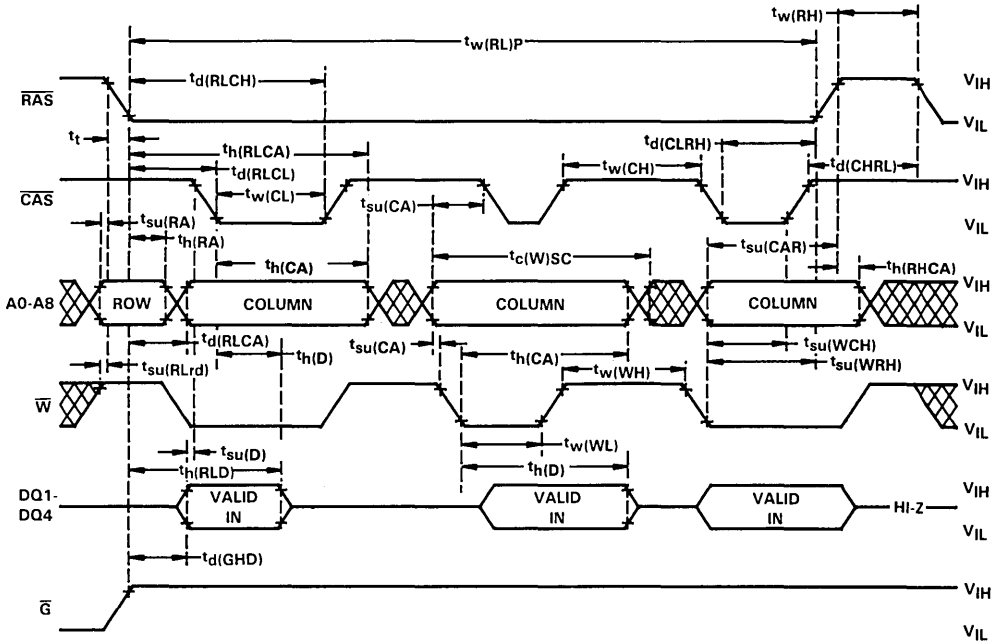 tw(RH)
tw(RL)P
td(RLCH)
RAS
VIH
VIL
tt
th(RLCA)
td(CLRH)
td(RLCL)
tw(CH)
td(CHRL)
CAS
tw(CL)
tsu(CA)
VIH
VIL
tsu(RA)
th(RA)
tsu(CAR)
th(CA)
tc(W)SC
th(RHCA)
A0-A8
ROW
COLUMN
COLUMN
COLUMN
VIH
VIL
td(RLCA)
th(D)
tsu(CA)
th(CA)
tsu(WCH)
tsu(RLrd)
tw(WH)
tsu(WRH)
W
VIH
VIL
tsu(D)
tw(WL)
th(RLD)
th(D)
DQ1-
DQ4
VALID
IN
VALID
IN
VALID
IN
HI-Z
VIH
VIL
td(GHD)
G
VIH
VIL